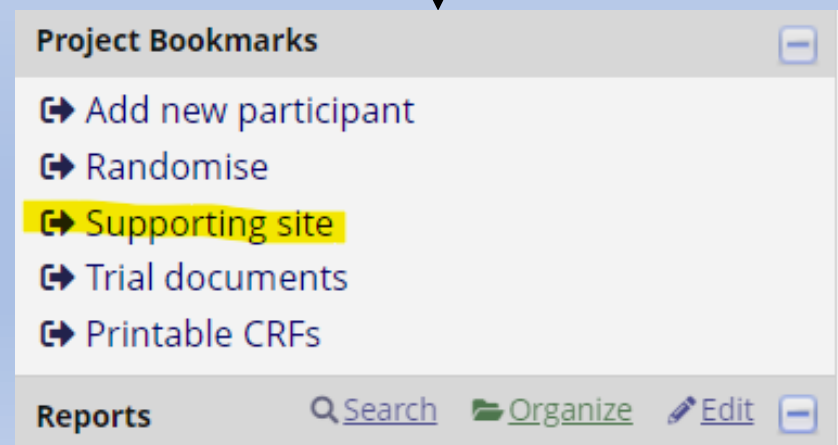 Project Bookmarks
Add new participant
Randomise
Supporting site
Trial documents
Printable CRFs
Reports Search Organize Edit